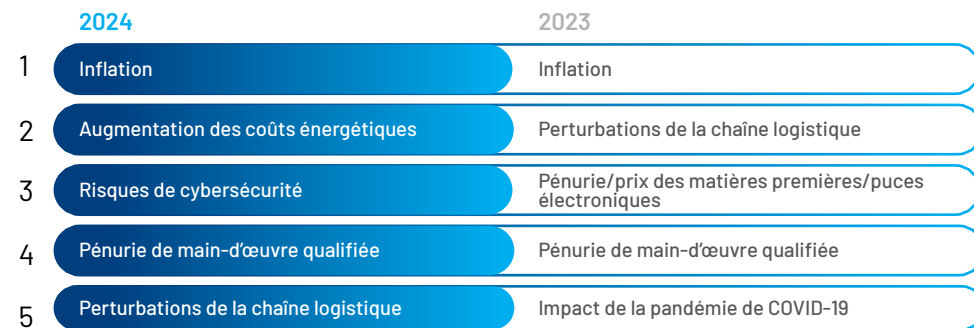 2024 2023
1 Inflation Inflation
2 Augmentation des coûts énergétiques Perturbations de la chaîne logistique
3 Risques de cybersécurité Pénurie/prix des matières premières/puces
électroniques
4 Pénurie de main-d’œuvre qualifiée Pénurie de main-d’œuvre qualifiée
5 Perturbations de la chaîne logistique Impact de la pandémie de COVID-19